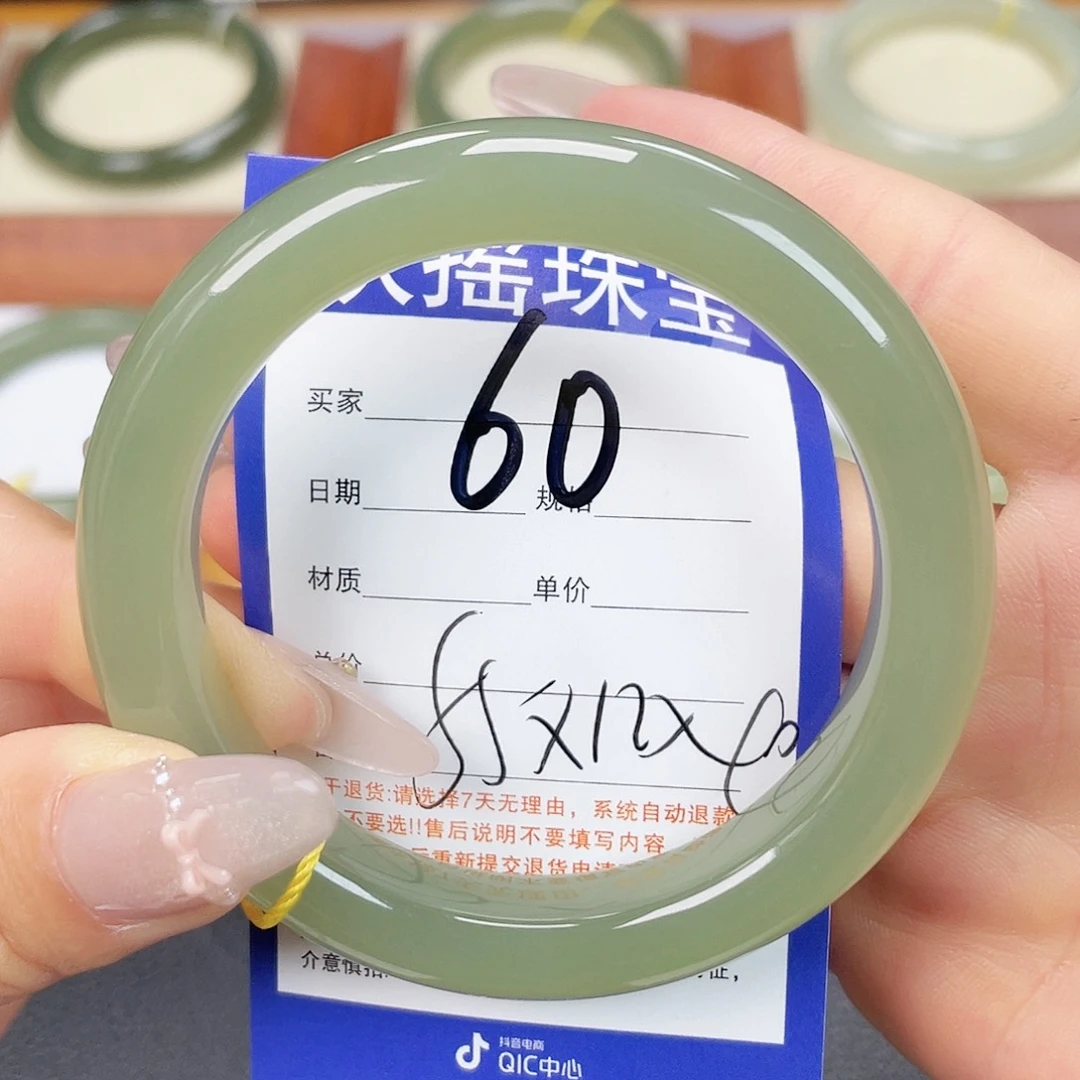 摇珠宝
60
买家
日期 规格
材质 单价
总价
退货:请选择7天无理由，系统自动退款
不要选!!售后说明不要填写内容
后重新提交退货申请
介意慎拍
抖音电商
QIC中心